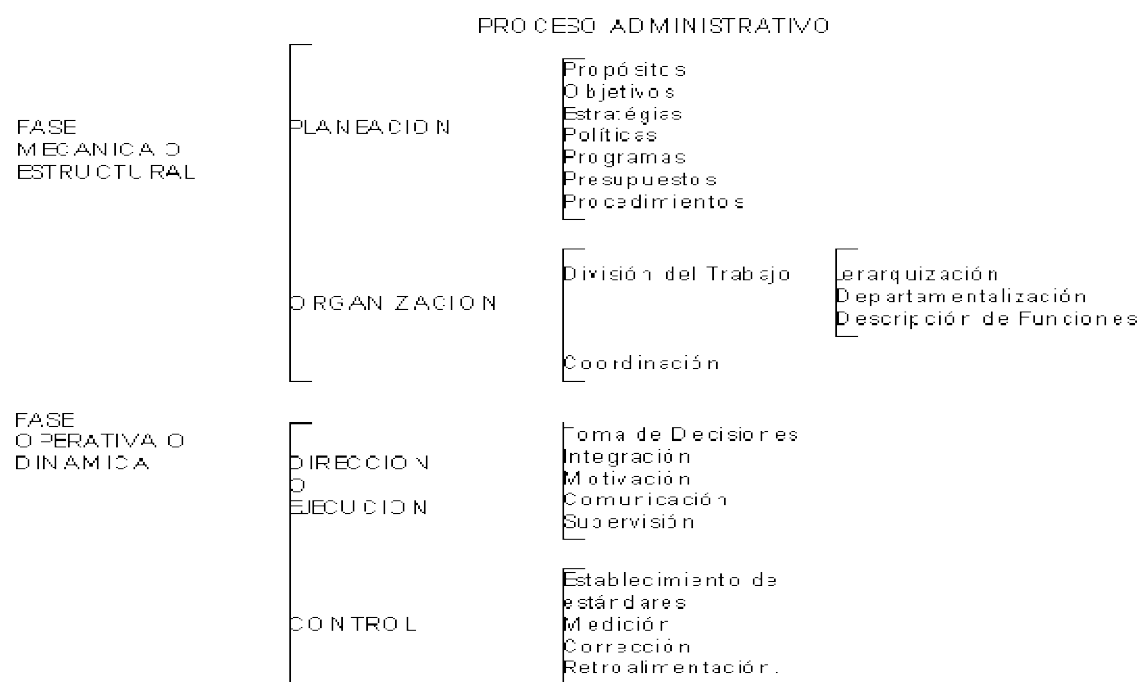 PROCESO ADMINISTRATIVO
FASE
MECANICA O
ESTRUCTURAL
PLANEACION
Propósitos
Objetivos
Estratégias
Políticas
Programas
Presupuestos
Procedimientos
ORGANIZACION
División del Trabajo
Jerarquización
Departamentalización
Descripción de Funciones
Coordinación
FASE
OPERATIVA O
DINAMICA
DIRECCION
O
EJECUCION
Toma de Decisiones
Integración
Motivación
Comunicación
Supervisión
CONTROL
Establecimiento de
estándares
Medición
Corrección
Retroalimentación.